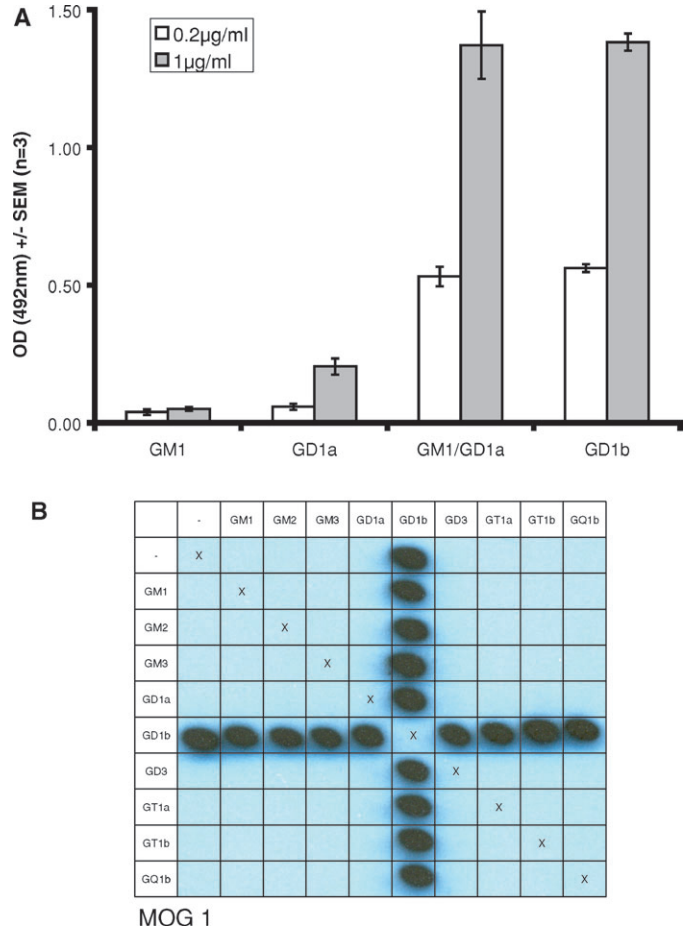 A
0.2µg/ml
1µg/ml
OD (492nm) +/- SEM (n=3)
1.50
1.00
0.50
0.00
GM1 GD1a GM1/GD1a GD1b
B
- GM1 GM2 GM3 GD1a GD1b GD3 GT1a GT1b GQ1b
- X
GM1 X
GM2 X
GM3 X
GD1a X
GD1b X
GD3 X
GT1a X
GT1b X
GQ1b X
MOG 1